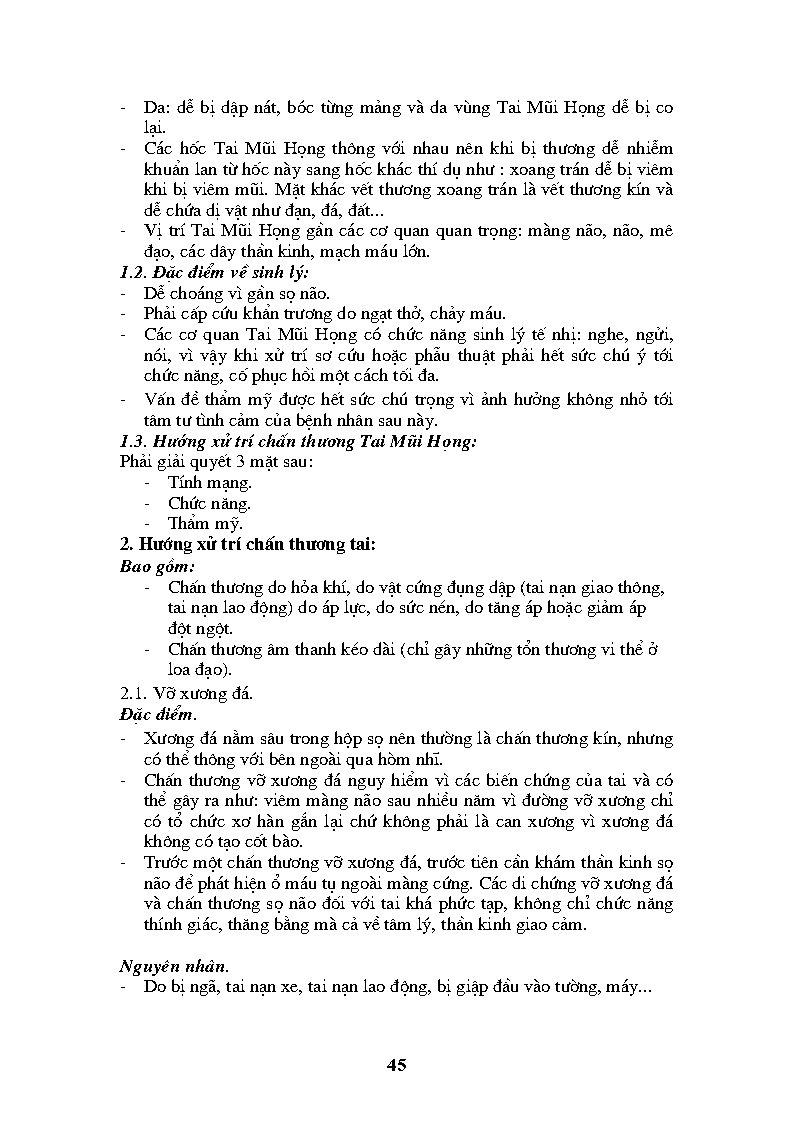 - Da: dễ bị dập nát, bóc từng mảng và da vùng Tai Mũi Họng dễ bị co
lại.
- Các hốc Tai Mũi Họng thông với nhau nên khi bị thương dễ nhiễm
khuẩn lan từ hốc này sang hốc khác thí dụ như : xoang trán dễ bị viêm
khi bị viêm mũi. Mặt khác vết thương xoang trán là vết thương kín và
dễ chứa dị vật như đạn, đá, đất...
- Vị trí Tai Mũi Họng gần các cơ quan quan trọng: màng não, não, mê
đạo, các dây thần kinh, mạch máu lớn.
1.2. Đặc điểm về sinh lý:
- Dễ choáng vì gần sọ não.
- Phải cấp cứu khẩn trương do ngạt thở, chảy máu.
- Các cơ quan Tai Mũi Họng có chức năng sinh lý tế nhị: nghe, ngửi,
nói, vì vậy khi xử trí sơ cứu hoặc phẫu thuật phải hết sức chú ý tới
chức năng, cố phục hồi một cách tối đa.
- Vấn đề thẩm mỹ được hết sức chú trọng vì ảnh hưởng không nhỏ tới
tâm tư tình cảm của bệnh nhân sau này.
1.3. Hướng xử trí chấn thương Tai Mũi Họng:
Phải giải quyết 3 mặt sau:
- Tính mạng.
- Chức năng.
- Thẩm mỹ.
2. Hướng xử trí chấn thương tai:
Bao gồm:
- Chấn thương do hỏa khí, do vật cứng đụng dập (tai nạn giao thông,
tai nạn lao động) do áp lực, do sức nén, do tăng áp hoặc giảm áp
đột ngột.
- Chấn thương âm thanh kéo dài (chỉ gây những tổn thương vi thể ở
loa đạo).
2.1. Vỡ xương đá.
Đặc điểm.
- Xương đá nằm sâu trong hộp sọ nên thường là chấn thương kín, nhưng
có thể thông với bên ngoài qua hòm nhĩ.
- Chấn thương vỡ xương đá nguy hiểm vì các biến chứng của tai và có
thể gây ra như: viêm màng não sau nhiều năm vì đường vỡ xương chỉ
có tổ chức xơ hàn gắn lại chứ không phải là can xương vì xương đá
không có tạo cốt bào.
- Trước một chấn thương vỡ xương đá, trước tiên cần khám thần kinh sọ
não để phát hiện ổ máu tụ ngoài màng cứng. Các di chứng vỡ xương đá
và chấn thương sọ não đối với tai khá phức tạp, không chỉ chức năng
thính giác, thăng bằng mà cả về tâm lý, thần kinh giao cảm.
Nguyên nhân.
- Do bị ngã, tai nạn xe, tai nạn lao động, bị giập đầu vào tường, máy...
45